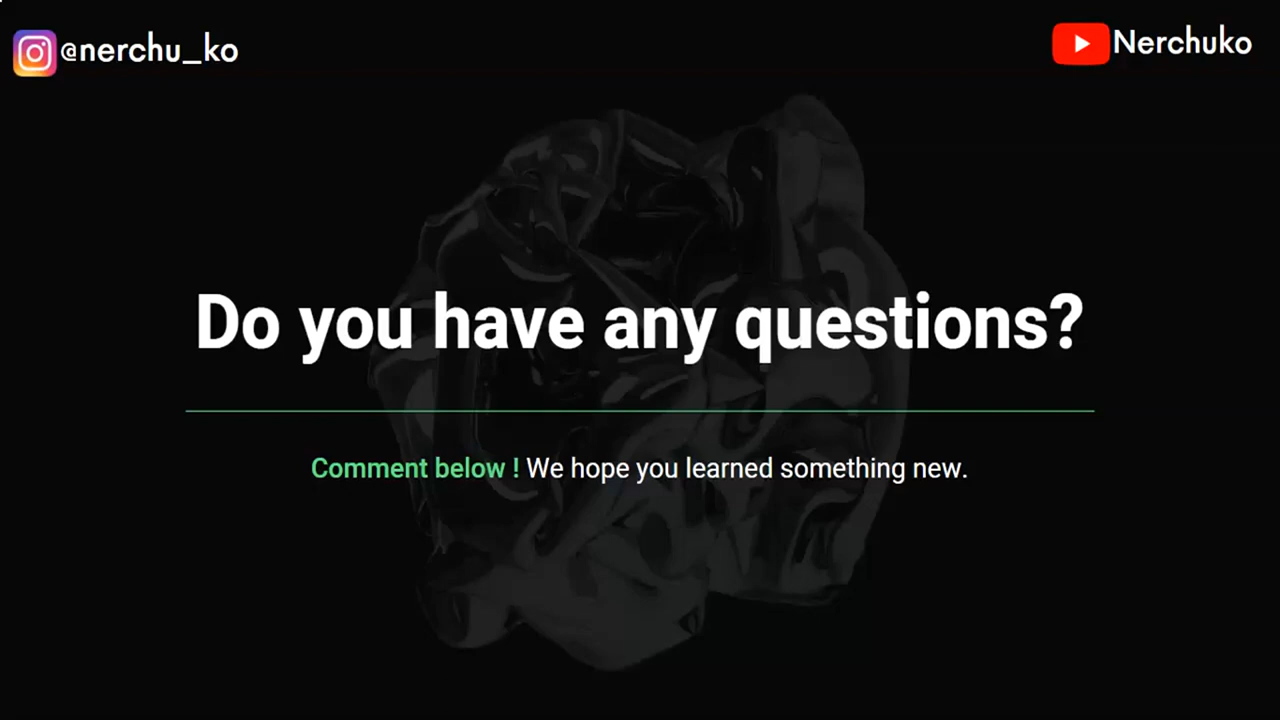 @nerchu_ko
Nerchuko
Do you have any questions?
Comment below ! We hope you learned something new.